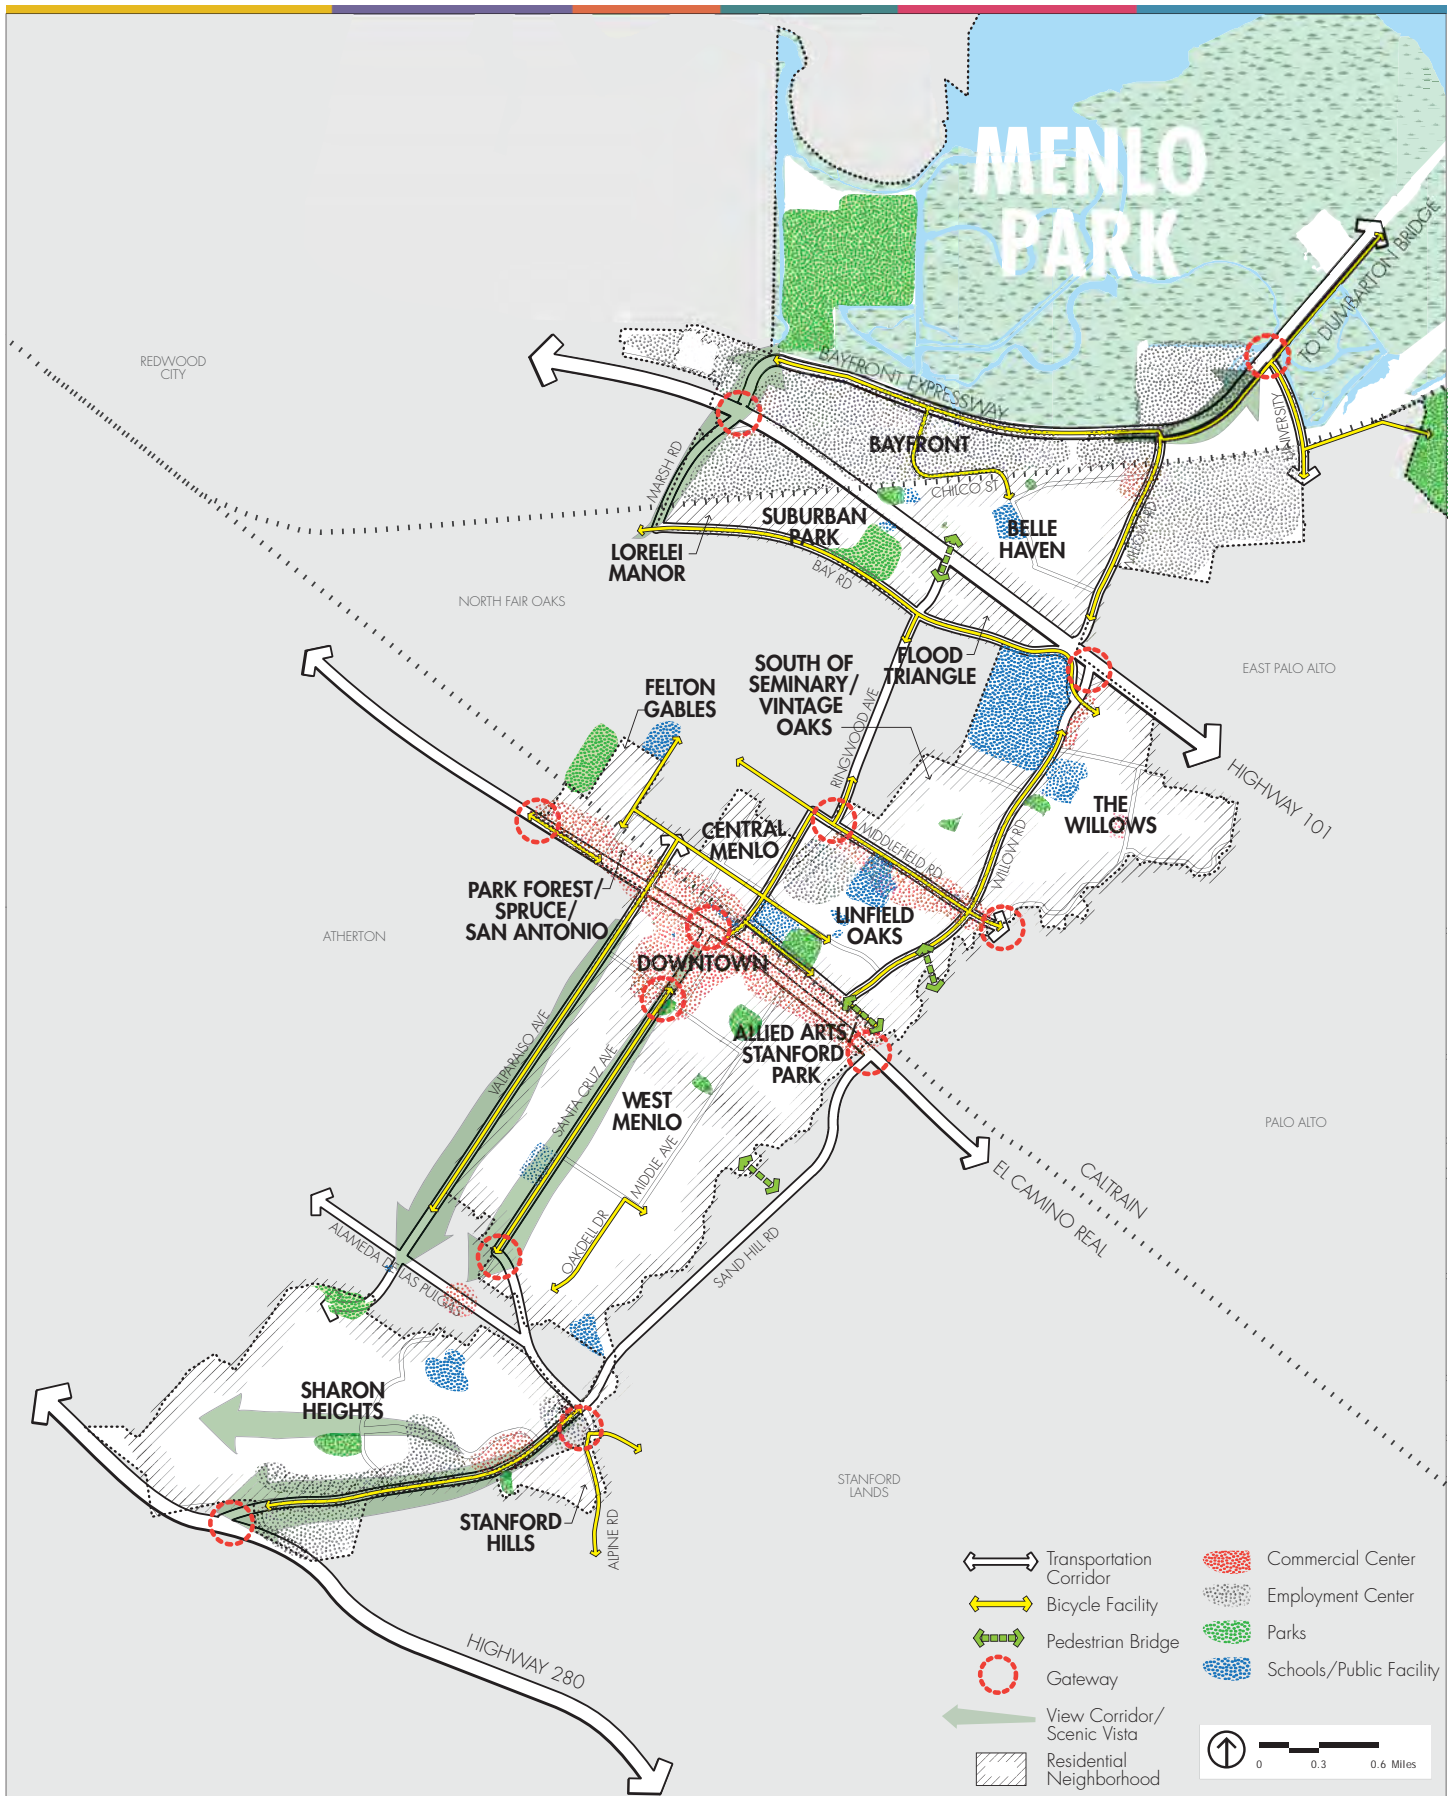 MENLO
PARK
TO DUMBARTON BRIDGE
REDWOOD
CITY
BAYFRONT EXPRESSWAY
UNIVERSITY
BAYFRONT
MARSH RD
CHILCO ST
SUBURBAN
PARK
BELLE
HAVEN
WILLOW RD
LORELEI
MANOR
BAY RD
NORTH FAIR OAKS
FLOOD
TRIANGLE
SOUTH OF
SEMINARY/
VINTAGE
OAKS
EAST PALO ALTO
FELTON
GABLES
RINGWOOD AVE
HIGHWAY 101
THE
WILLOWS
CENTRAL
MENLO
MIDDLEFIELD RD
WILLOW RD
PARK FOREST/
SPRUCE/
SAN ANTONIO
LINFIELD
OAKS
ATHERTON
DOWNTOWN
ALLIED ARTS/
STANFORD
PARK
VALPARAISO AVE
SANTA CRUZ AVE
WEST
MENLO
PALO ALTO
MIDDLE AVE
CALTRAIN
EL CAMINO REAL
OAKDELL DR
SAND HILL RD
ALAMEDA DE LAS PULGAS
SHARON
HEIGHTS
STANFORD
LANDS
STANFORD
HILLS
ALPINE RD
HIGHWAY 280
Transportation
Corridor
Bicycle Facility
Pedestrian Bridge
Gateway
View Corridor/
Scenic Vista
Residential
Neighborhood
Commercial Center
Employment Center
Parks
Schools/Public Facility
0 0.3 0.6 Miles